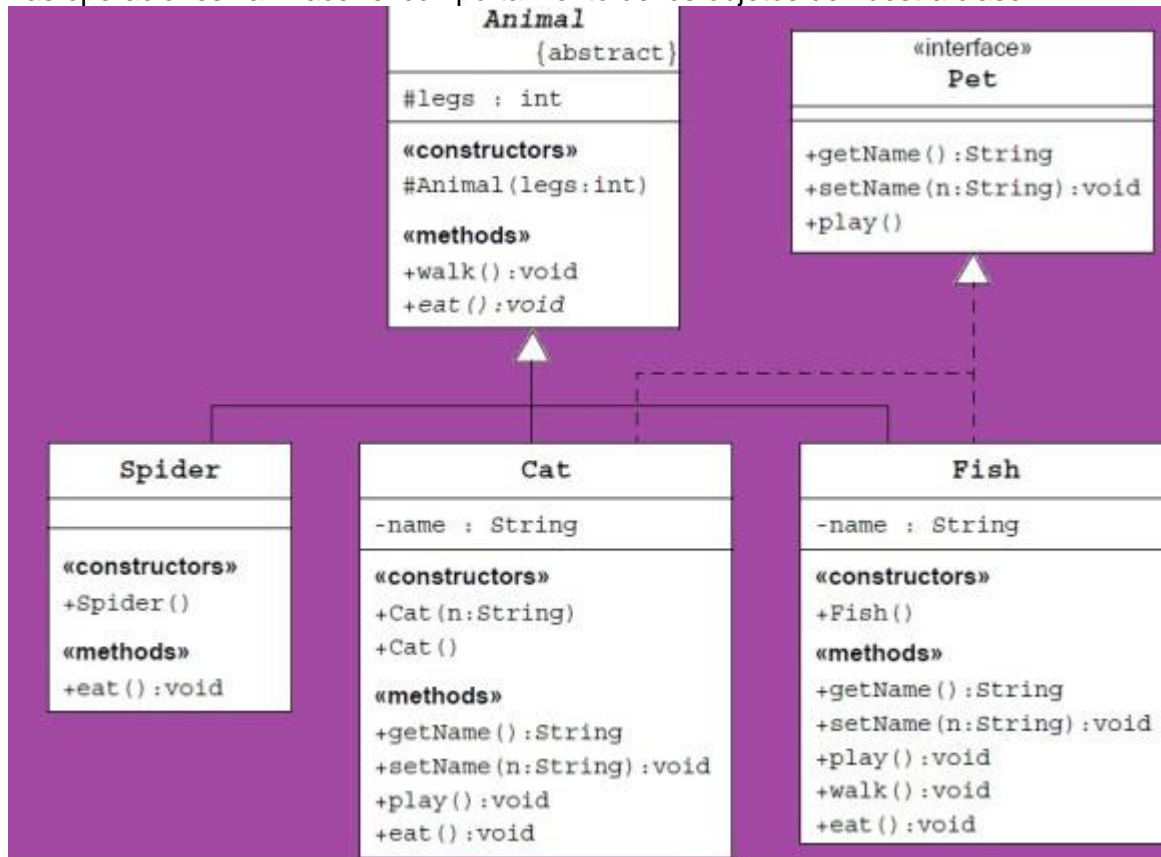 Animal
{abstract}
#legs : int
«constructors»
#Animal(legs:int)
«methods»
+walk():void
+eat():void
«interface»
Pet
+getName():String
+setName(n:String):void
+play()
Spider
«constructors»
+Spider()
«methods»
+eat():void
Cat
-name : String
«constructors»
+Cat(n:String)
+Cat()
«methods»
+getName():String
+setName(n:String):void
+play():void
+eat():void
Fish
-name : String
«constructors»
+Fish()
«methods»
+getName():String
+setName(n:String):void
+play():void
+walk():void
+eat():void